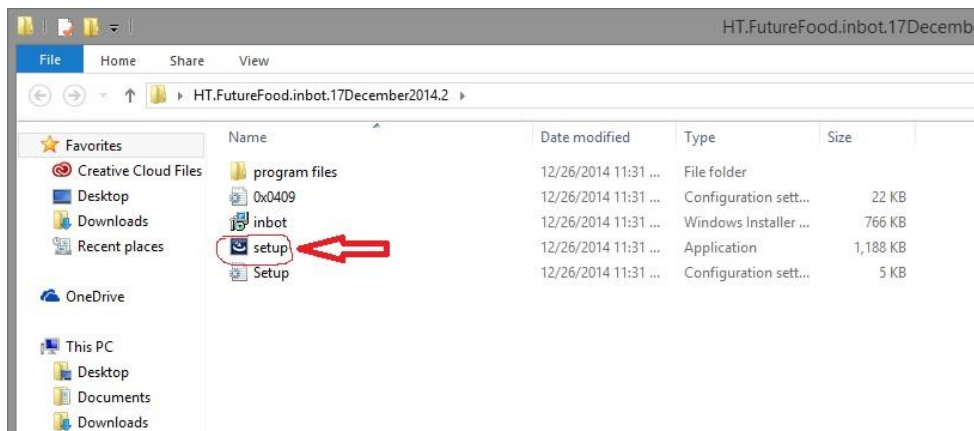 HT.FutureFood.inbot.17Decemb
File Home Share View
HT.FutureFood.inbot.17December2014.2
Name Date modified Type Size
Favorites
Creative Cloud Files
Desktop
Downloads
Recent places
OneDrive
This PC
Desktop
Documents
Downloads
program files 12/26/2014 11:31 ... File folder
0x0409 12/26/2014 11:31 ... Configuration sett... 22 KB
inbot 12/26/2014 11:31 ... Windows Installer ... 766 KB
setup 12/26/2014 11:31 ... Application 1,188 KB
Setup 12/26/2014 11:31 ... Configuration sett... 5 KB